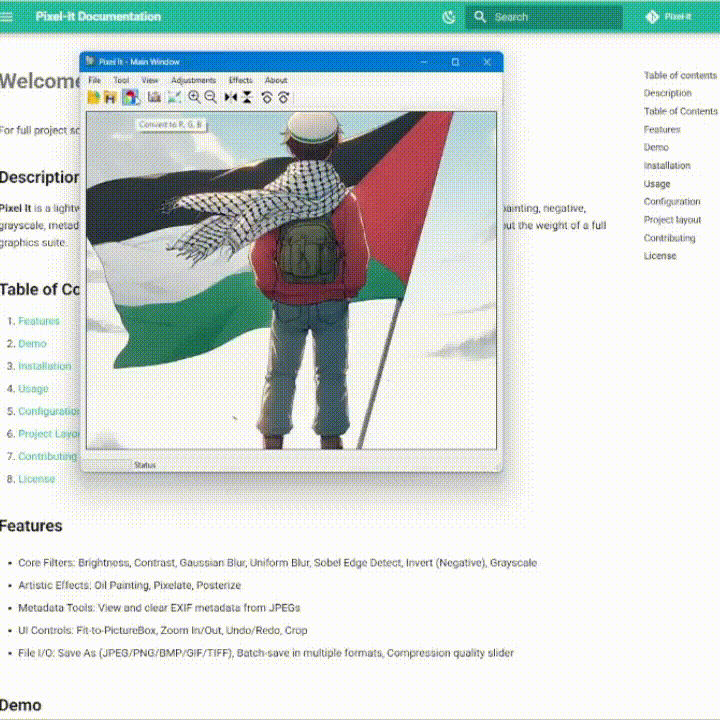 Pixel-It Documentation
Search
Pixel-It
Welcome
For full project
Description
Pixel It is a lightw
ainting, negative,
grayscale, metad
out the weight of a full
graphics suite.
Table of Co
1. Features
2. Demo
3. Installation
4. Usage
5. Configuration
6. Project Layo
7. Contributing
8. License
Pixel It - Main Window
File Tool View Adjustments Effects About
Convert to R, G, B
Status
Table of contents
Description
Table of Contents
Features
Demo
Installation
Usage
Configuration
Project layout
Contributing
License
Features
• Core Filters: Brightness, Contrast, Gaussian Blur, Uniform Blur, Sobel Edge Detect, Invert (Negative), Grayscale
• Artistic Effects: Oil Painting, Pixelate, Posterize
• Metadata Tools: View and clear EXIF metadata from JPEGs
• UI Controls: Fit-to-PictureBox, Zoom In/Out, Undo/Redo, Crop
• File I/O: Save As (JPEG/PNG/BMP/GIF/TIFF), Batch-save in multiple formats, Compression quality slider
Demo